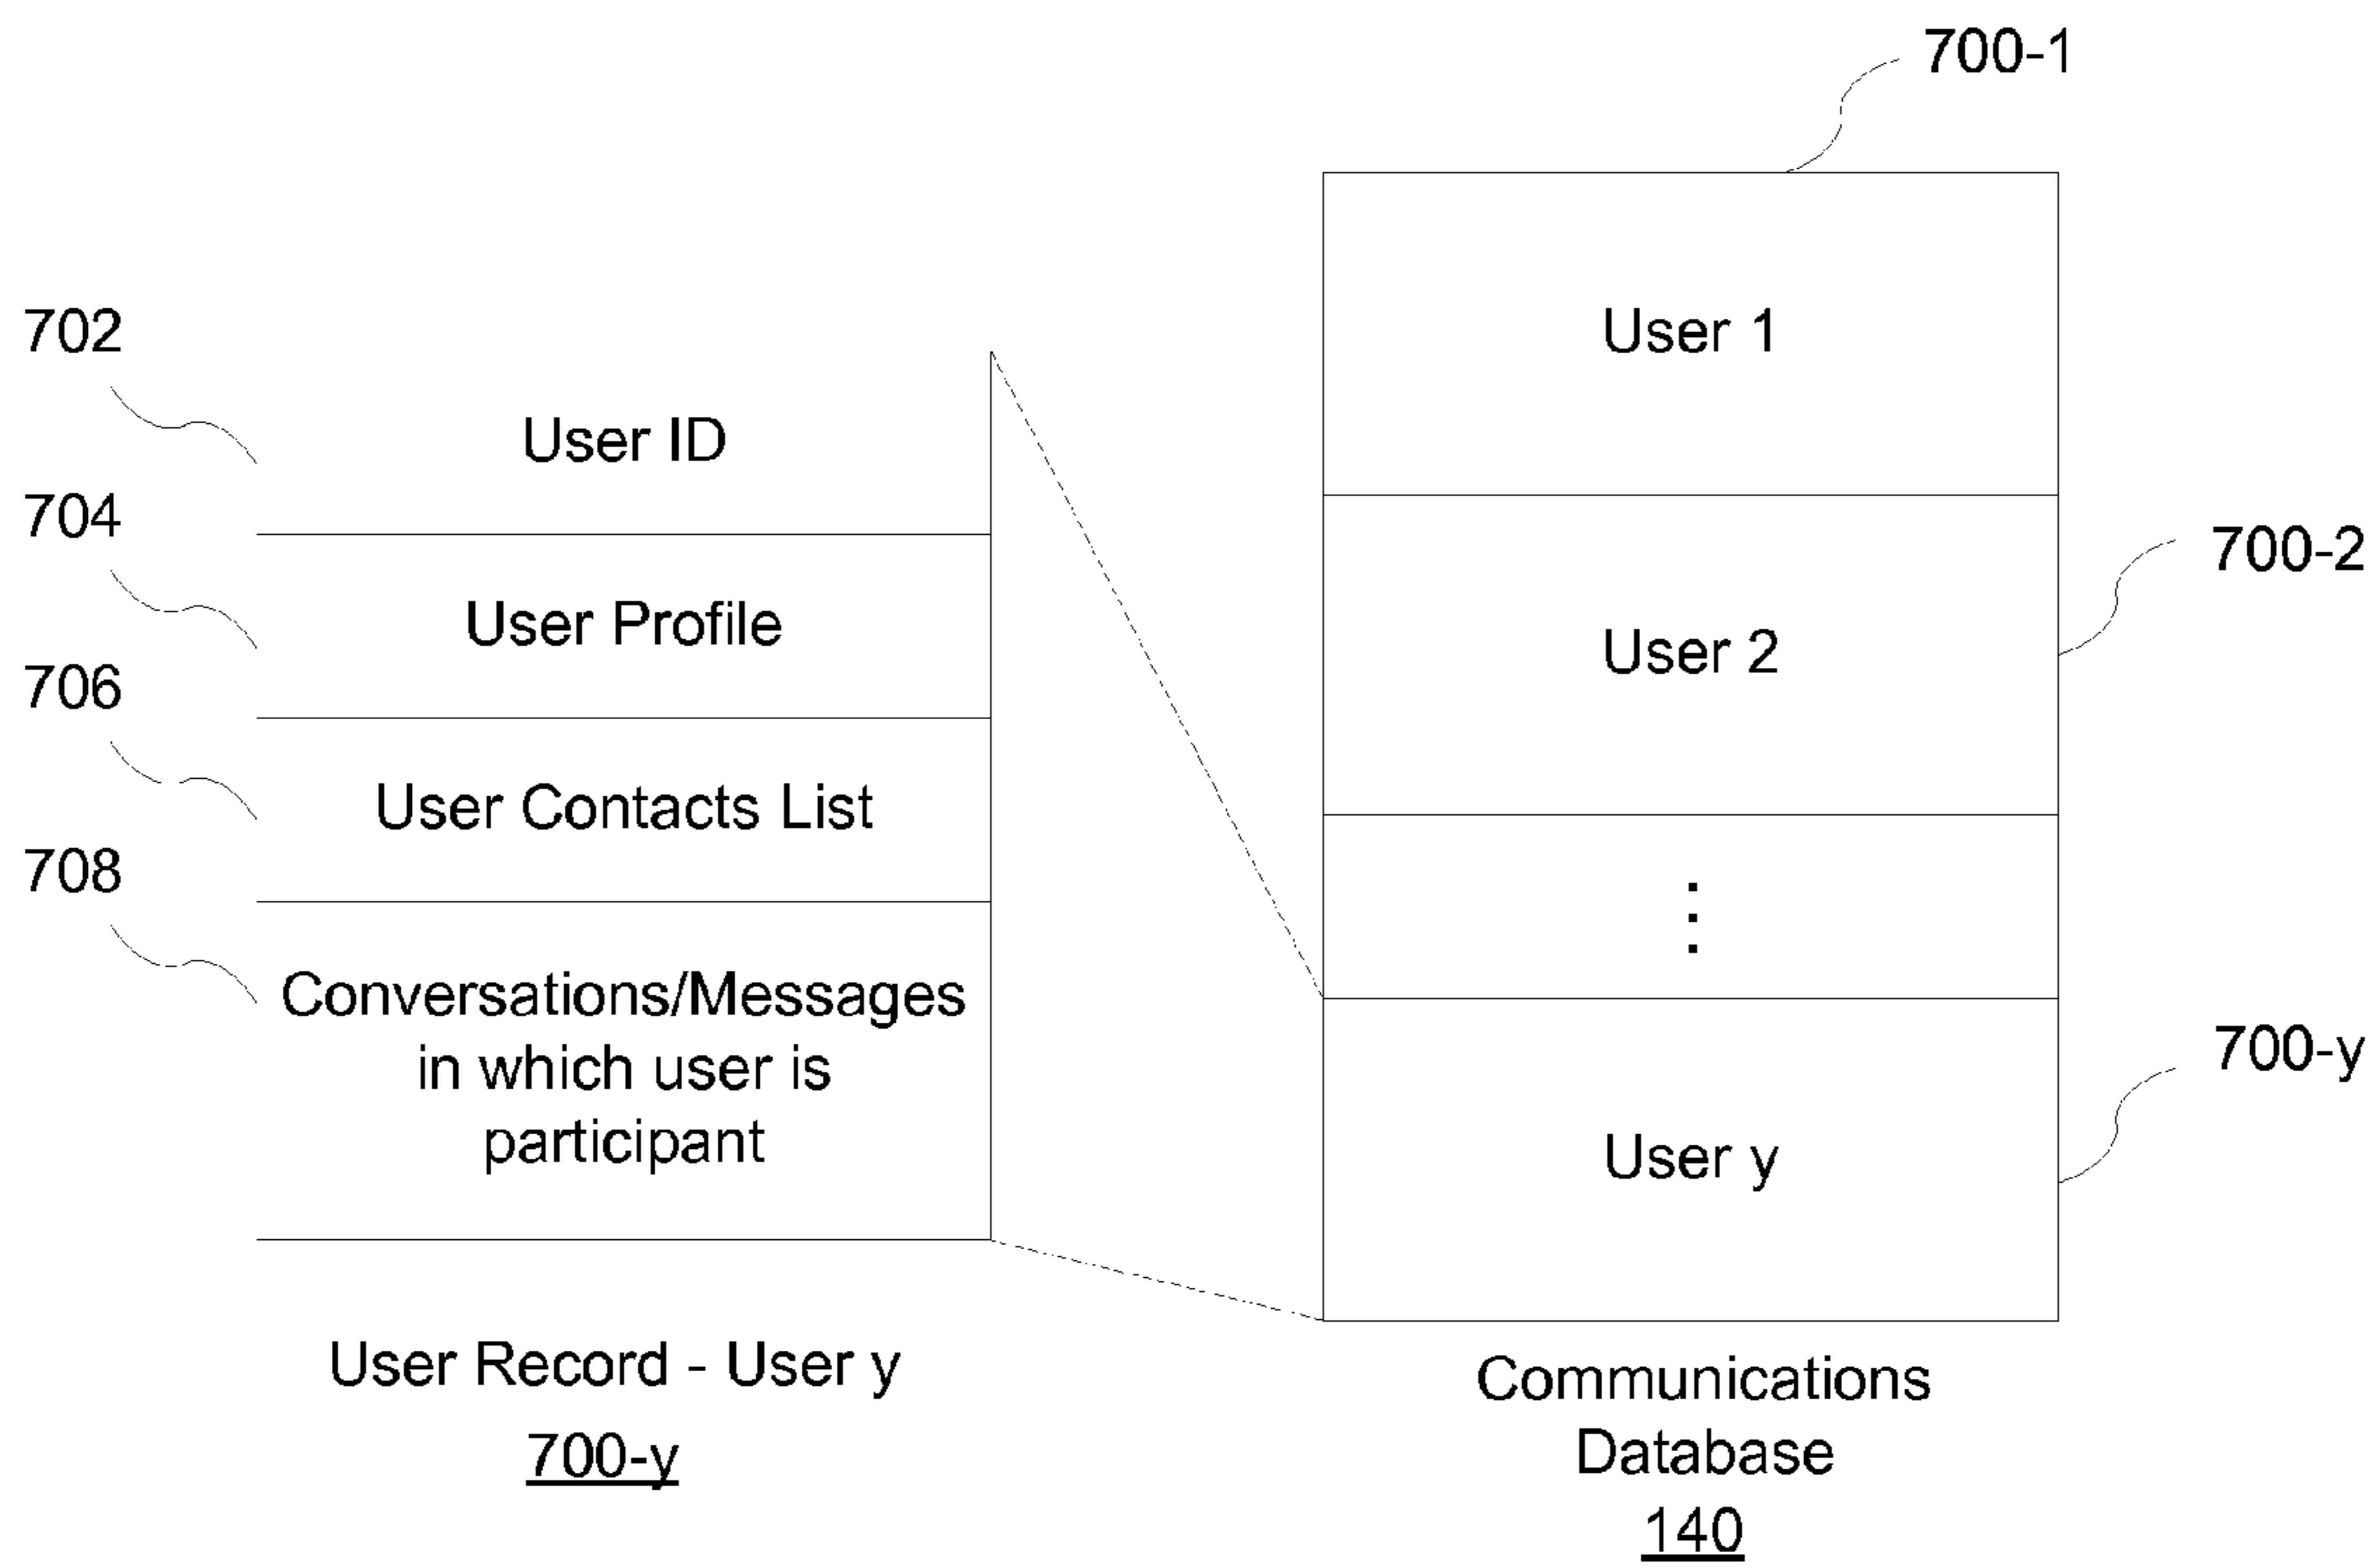 700-1
User 1
702
User ID
704
700-2
User Profile
User 2
706
User Contacts List
708
⋮
Conversations/Messages
in which user is
participant
700-y
User y
User Record - User y
700-y
Communications
Database
140